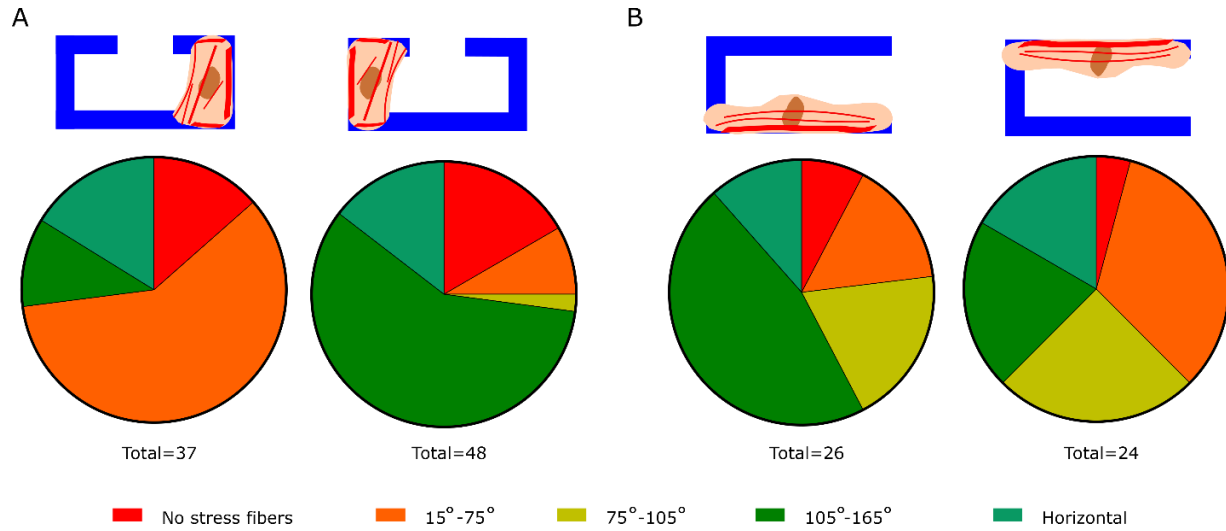 A
B
Total=37
Total=48
Total=26
Total=24
No stress fibers
15°-75°
75°-105°
105°-165°
Horizontal